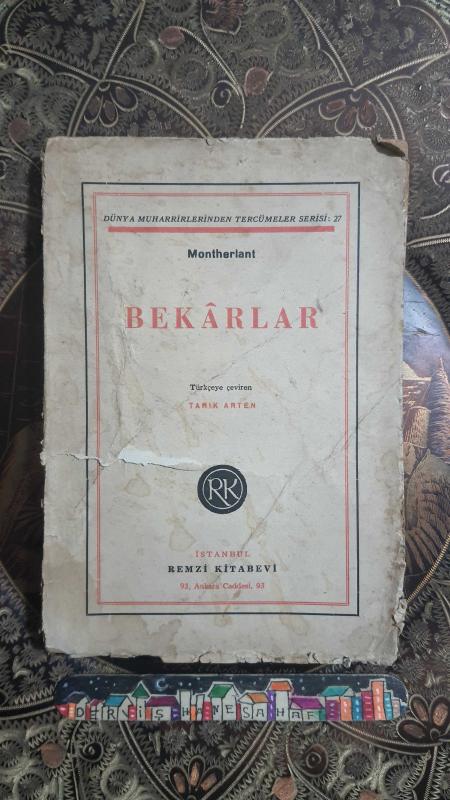 DÜNYA MUHARRİRLERİNDEN TERCÜMELER SERİSİ: 27
Montherlant
BEKÂRLAR
Türkçeye çeviren
TARIK ARTEN
RK
İSTANBUL
REMZİ KİTABEVİ
93, Ankara Caddesi, 93
DERVİŞHANE SAHAF